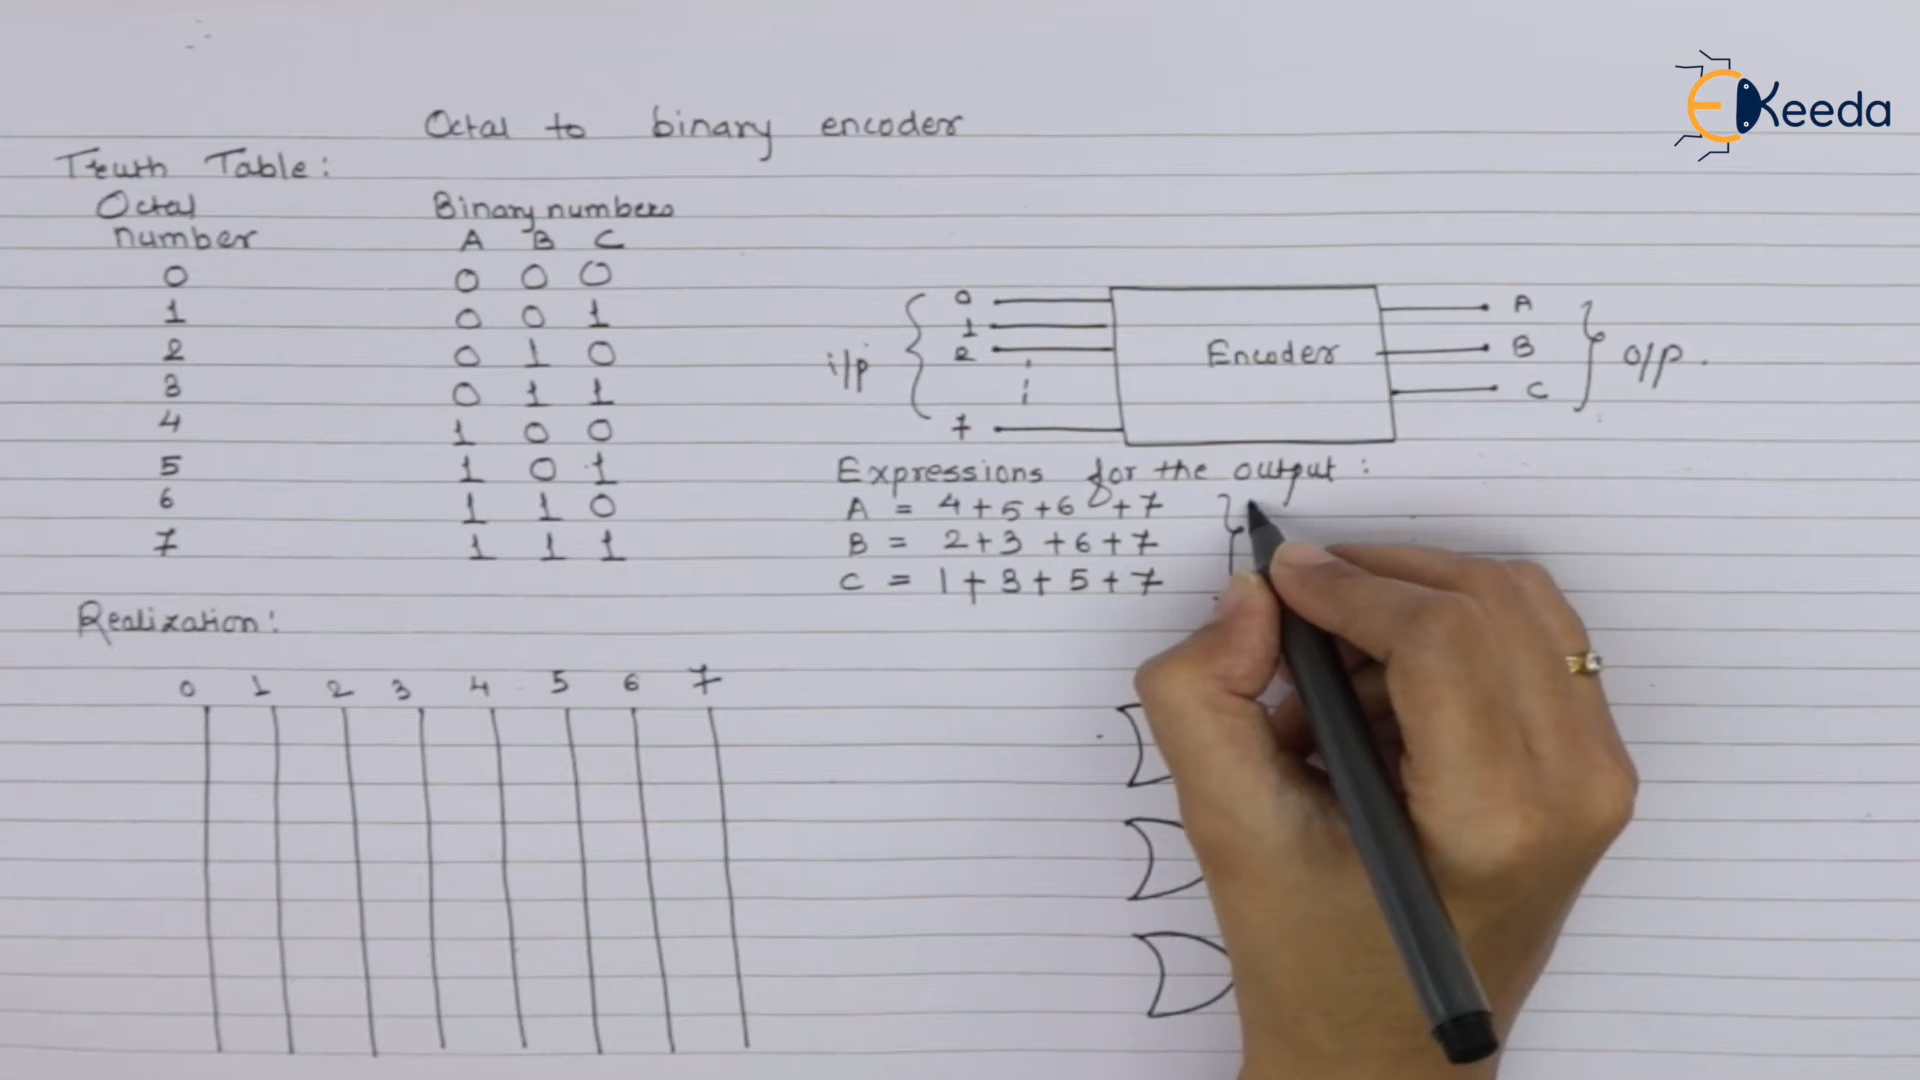 EKeeda
Octal to binary encoder
Truth Table:
Octal number
Binary numbers
A B C
0 0 0 0
1 0 0 1
2 0 1 0
3 0 1 1
4 1 0 0
5 1 0 1
6 1 1 0
7 1 1 1
i/p
0
1
2
7
Encoder
A
B
C
O/P.
Expressions for the output:
A = 4+5+6+7
B = 2+3+6+7
C = 1+3+5+7
Realization:
0 1 2 3 4 5 6 7